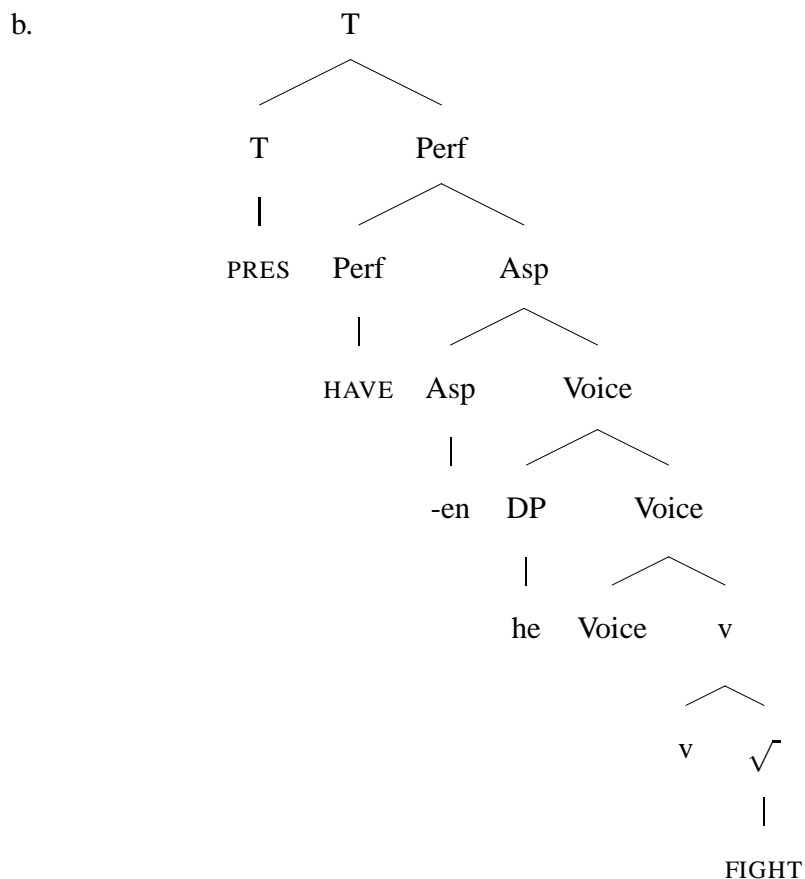 b. T
T Perf
PRES Perf Asp
HAVE Asp Voice
-en DP Voice
he Voice v
v √
FIGHT